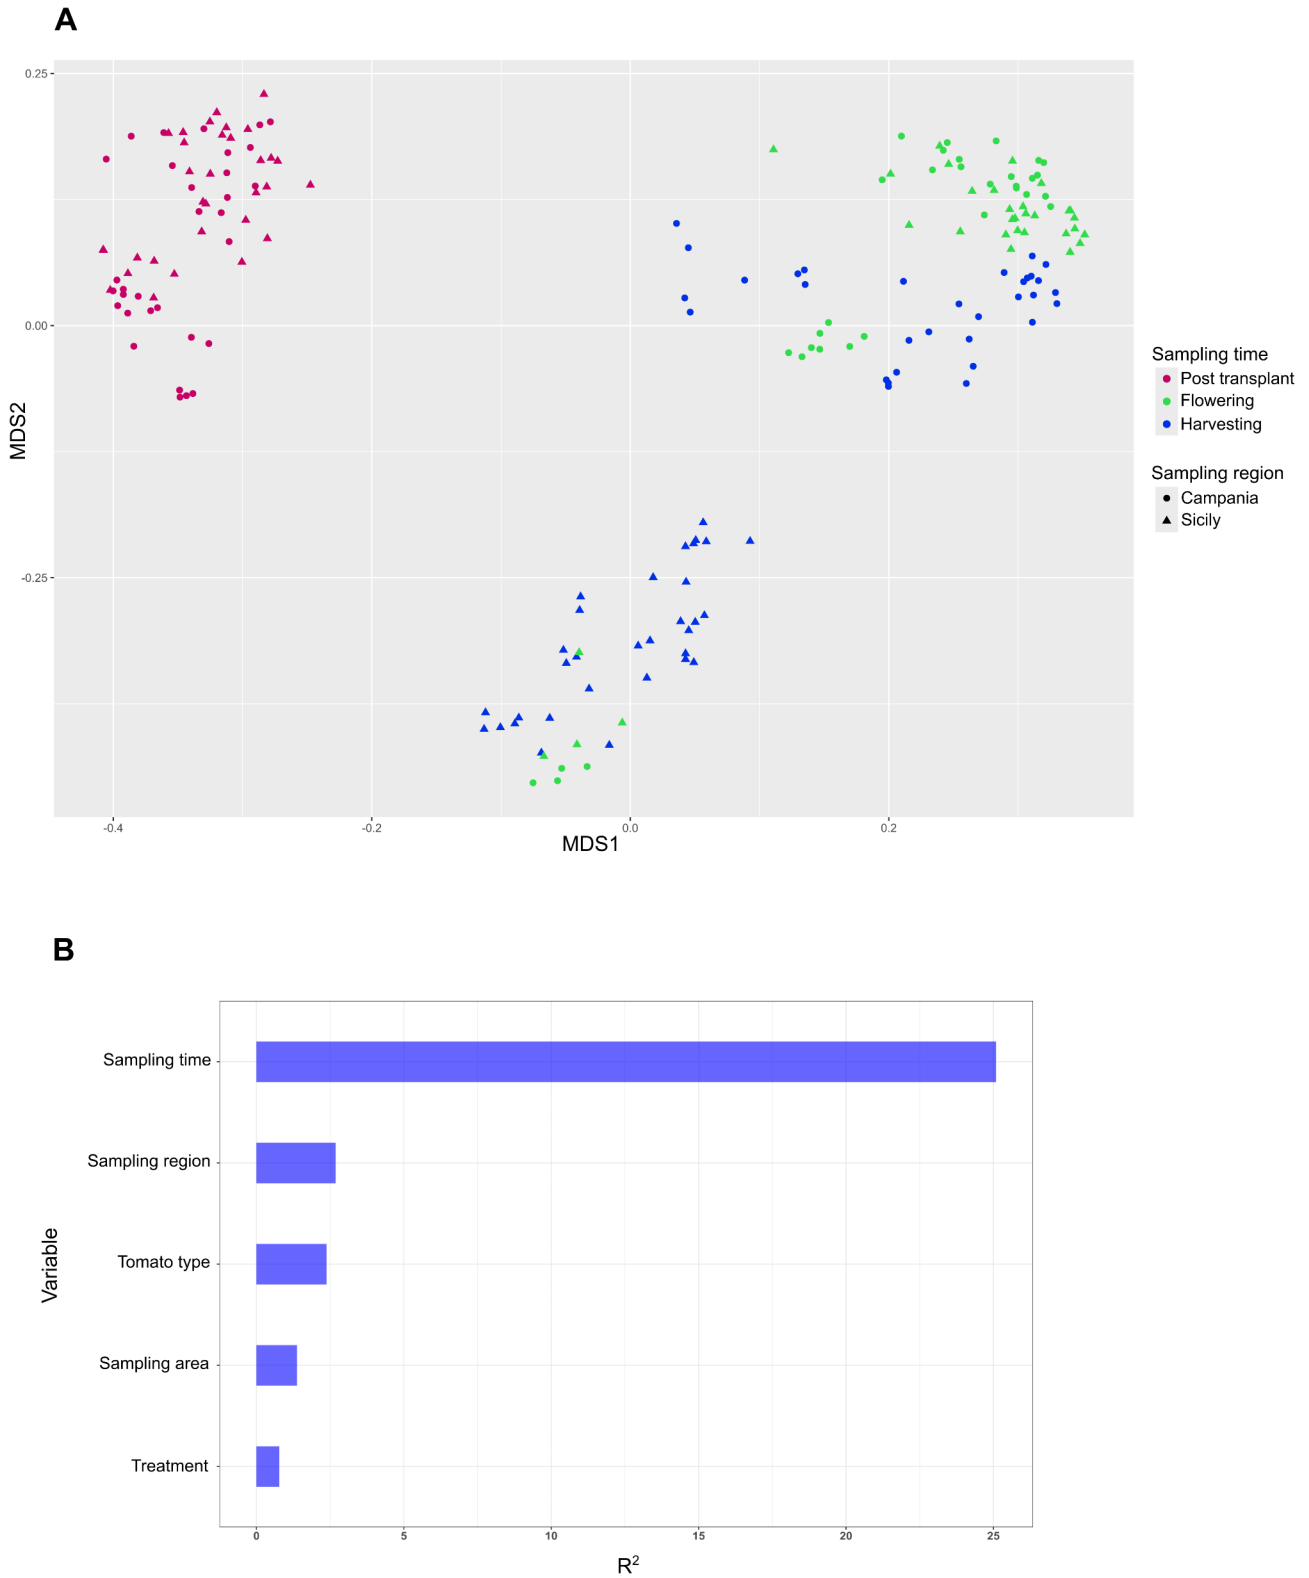 A
0.25
0.00
-0.25
MDS2
-0.4
-0.2
0.0
0.2
MDS1
Sampling time
Post transplant
Flowering
Harvesting
Sampling region
Campania
Sicily
B
Variable
Sampling time
Sampling region
Tomato type
Sampling area
Treatment
0
5
10
15
20
25
R²